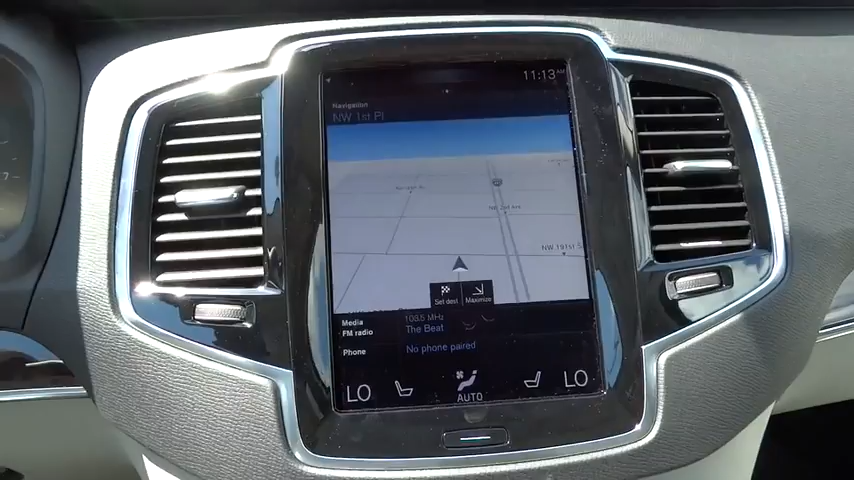 11:13 AM
Navigation
NW 1st Pl
NW 2nd Ave
NW 191st S
Set dest
Maximize
Media
FM radio
103.5 MHz
The Beat
Phone
No phone paired
LO
AUTO
LO